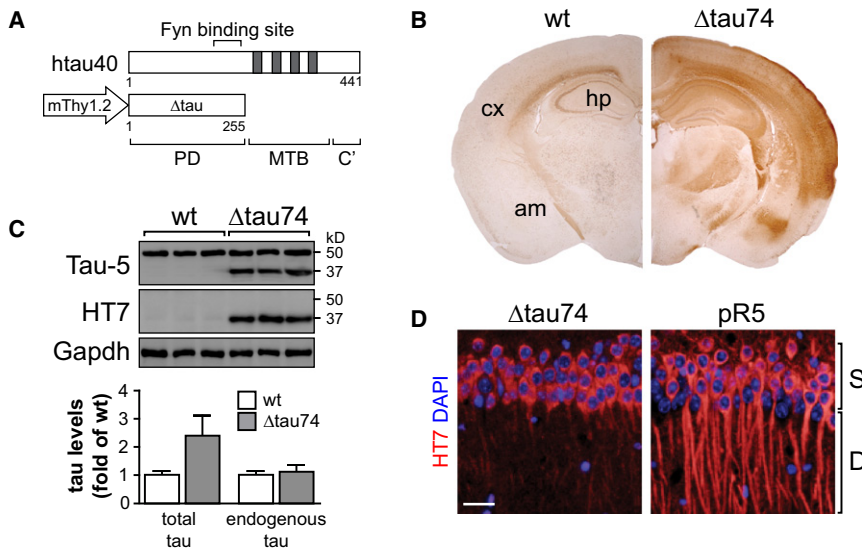 A
Fyn binding site
htau40
1 441
mThy1.2 Δtau
1 255
PD MTB C'
B
wt Δtau74
cx hp
am
C
wt Δtau74
kD
Tau-5 50
37
HT7 50
37
Gapdh
tau levels
(fold of wt)
4
3
2
1
0
wt
Δtau74
total
tau
endogenous
tau
D
Δtau74 pR5
HT7 DAPI
S
D